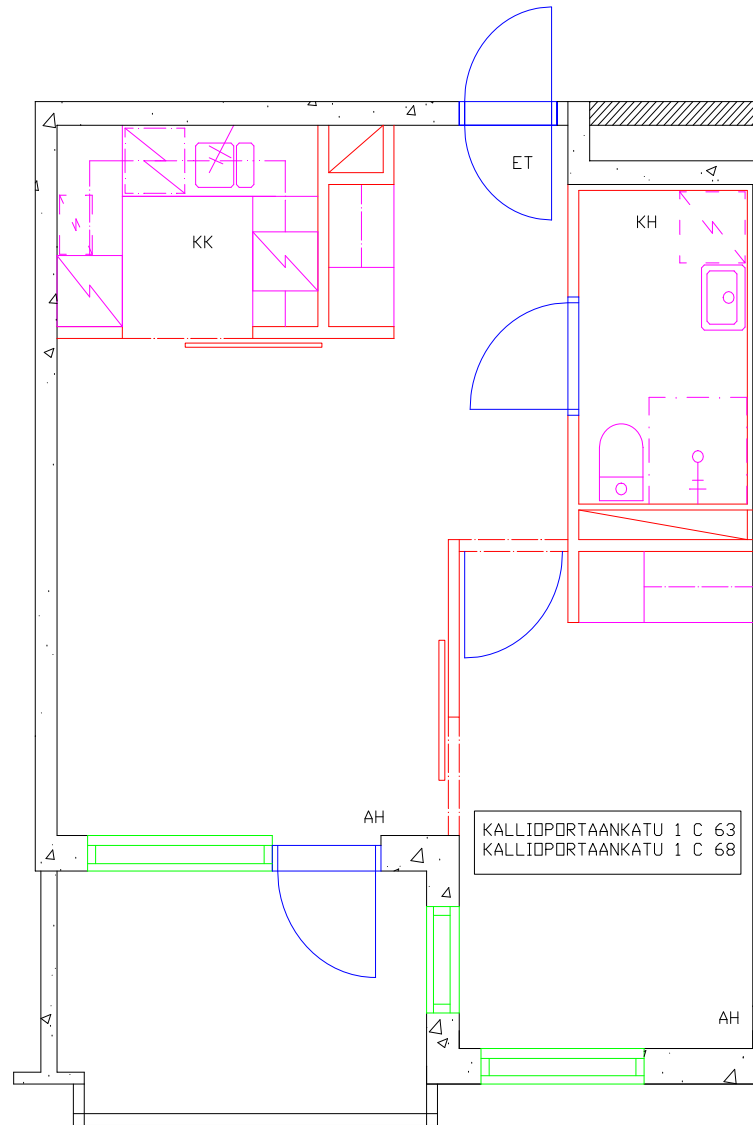 ET
KH
KK
AH
KALLIOPORTAANKATU 1 C 63
KALLIOPORTAANKATU 1 C 68
AH